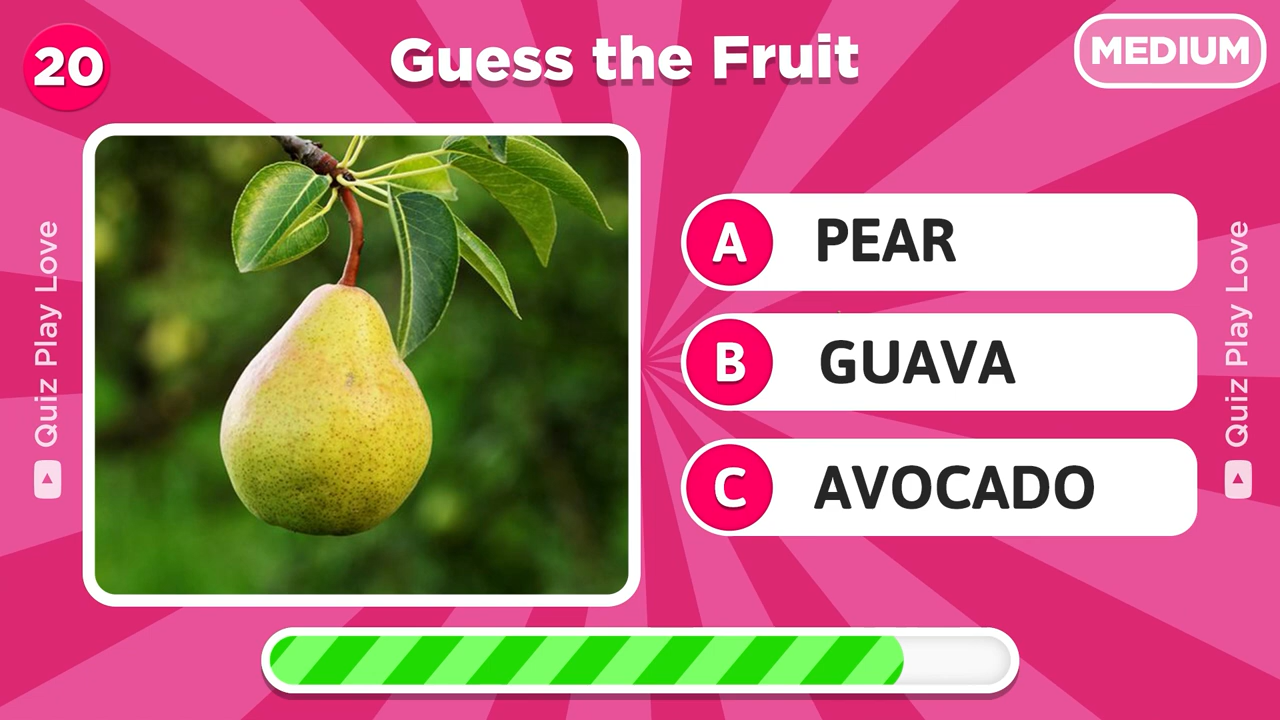 20
Guess the Fruit
MEDIUM
Quiz Play Love
A PEAR
B GUAVA
C AVOCADO
Quiz Play Love